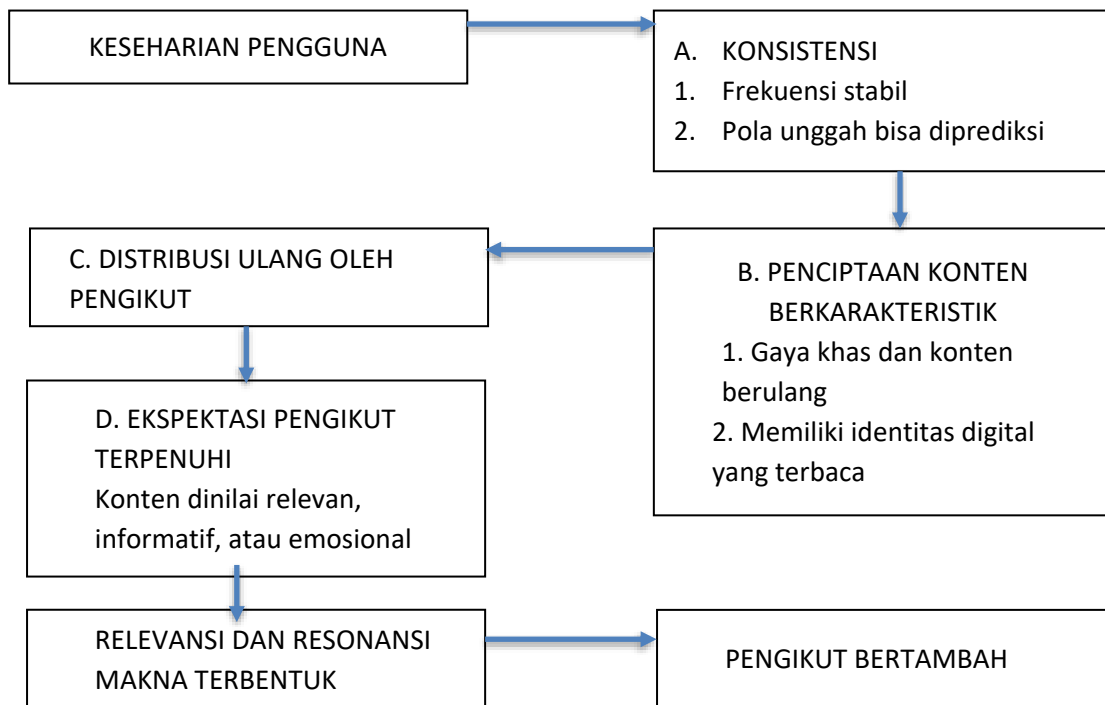 KESEHARIAN PENGGUNA
A. KONSISTENSI
1. Frekuensi stabil
2. Pola unggah bisa diprediksi
B. PENCIPTAAN KONTEN
BERKARAKTERISTIK
1. Gaya khas dan konten
berulang
2. Memiliki identitas digital
yang terbaca
C. DISTRIBUSI ULANG OLEH
PENGIKUT
D. EKSPEKTASI PENGIKUT
TERPENUHI
Konten dinilai relevan,
informatif, atau emosional
RELEVANSI DAN RESONANSI
MAKNA TERBENTUK
PENGIKUT BERTAMBAH